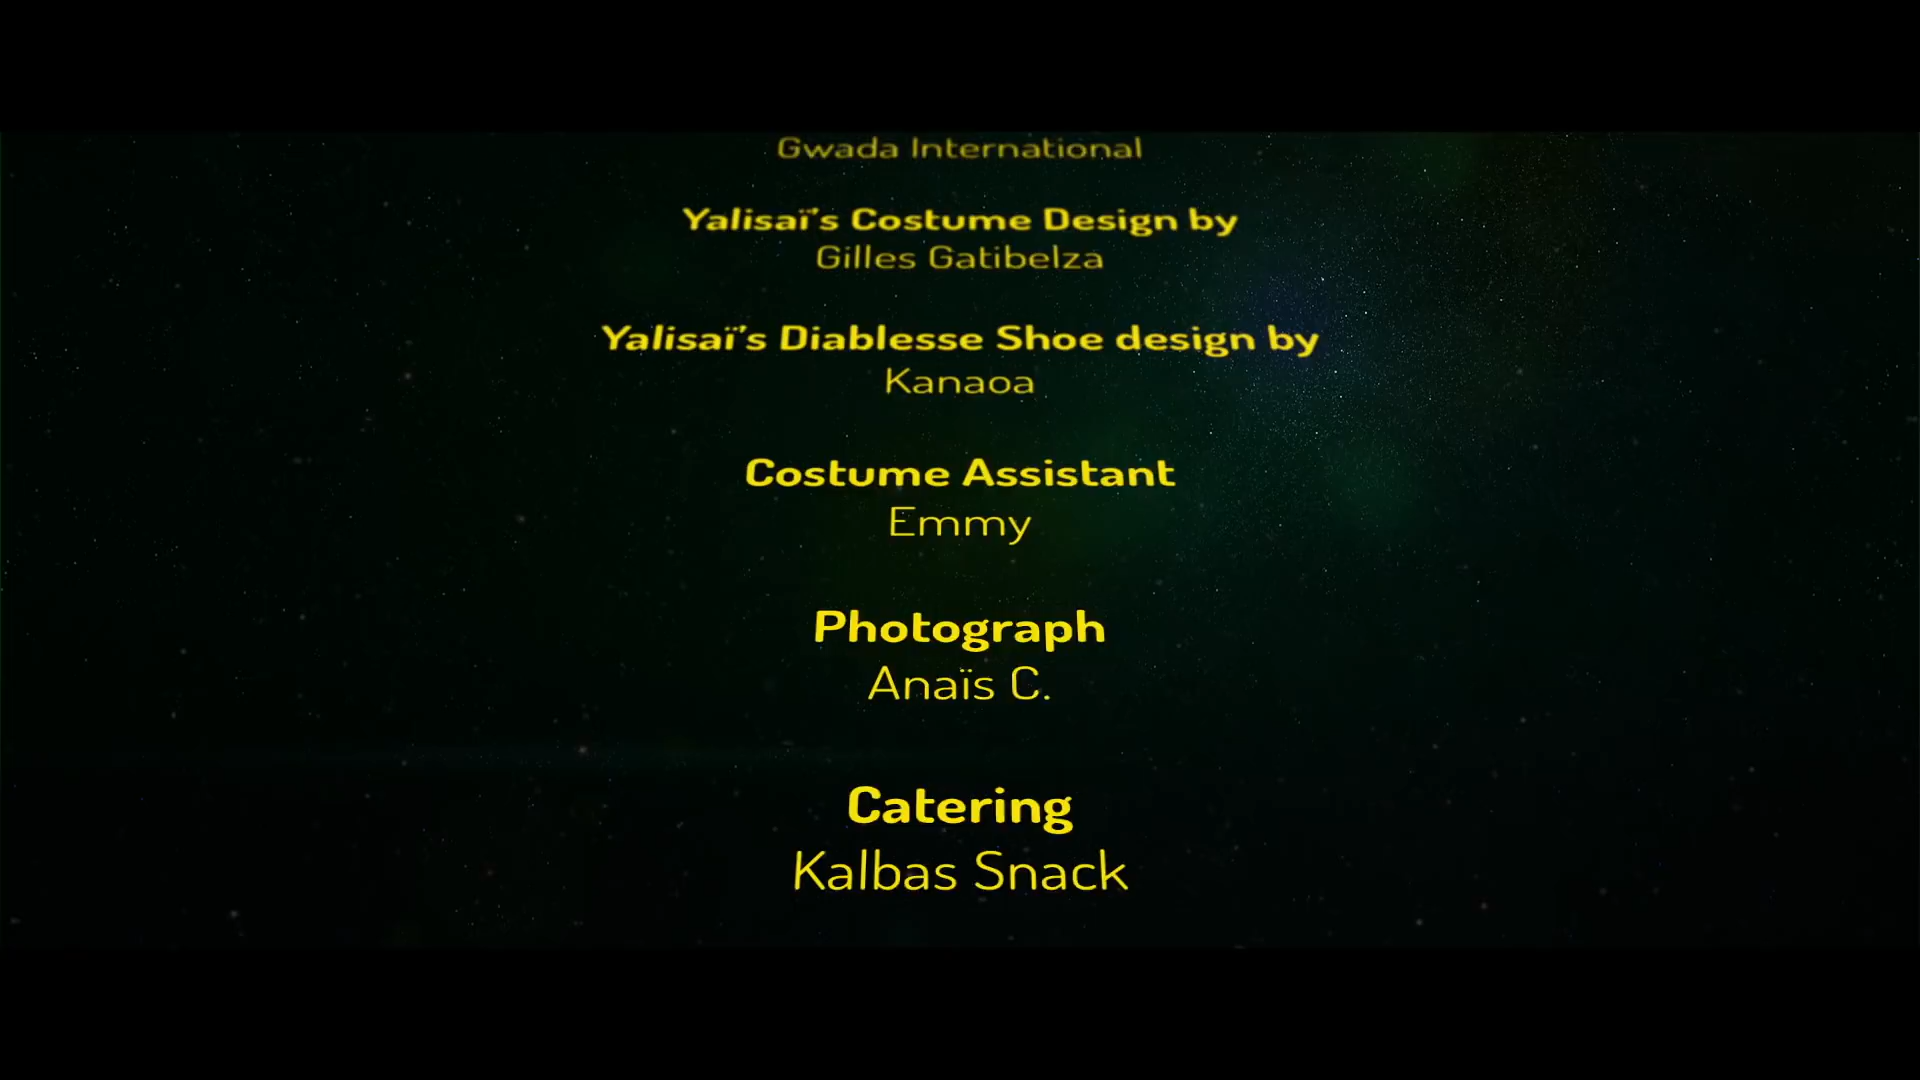 Gwada International
Yalisaï's Costume Design by
Gilles Gatibelza
Yalisaï's Diablesse Shoe design by
Kanaoa
Costume Assistant
Emmy
Photograph
Anaïs C.
Catering
Kalbas Snack